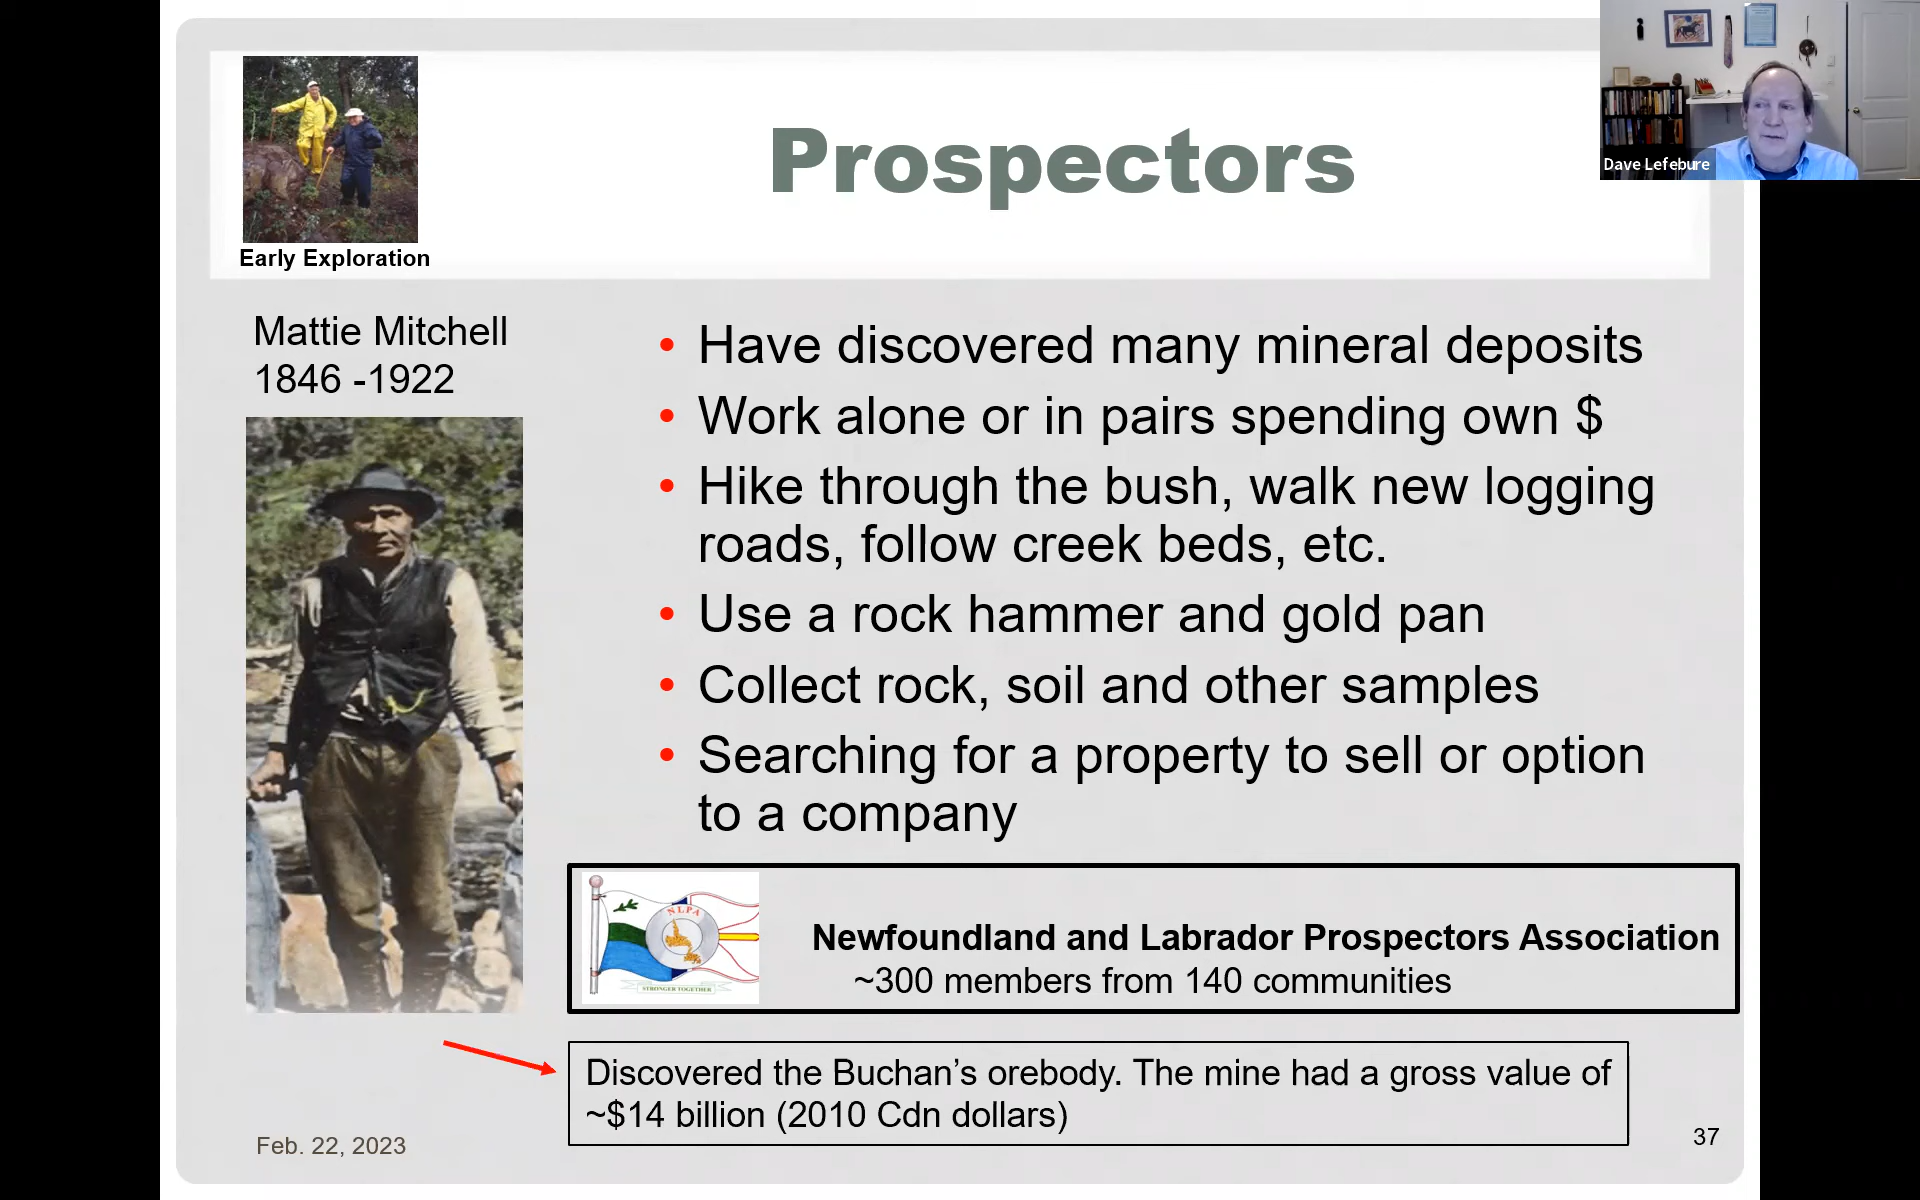 Prospectors
Dave Lefebure
Early Exploration
Mattie Mitchell
1846 -1922
• Have discovered many mineral deposits
• Work alone or in pairs spending own $
• Hike through the bush, walk new logging
roads, follow creek beds, etc.
• Use a rock hammer and gold pan
• Collect rock, soil and other samples
• Searching for a property to sell or option
to a company
NLPA
STRONGER TOGETHER
Newfoundland and Labrador Prospectors Association
~300 members from 140 communities
Discovered the Buchan’s orebody. The mine had a gross value of
~$14 billion (2010 Cdn dollars)
Feb. 22, 2023
37